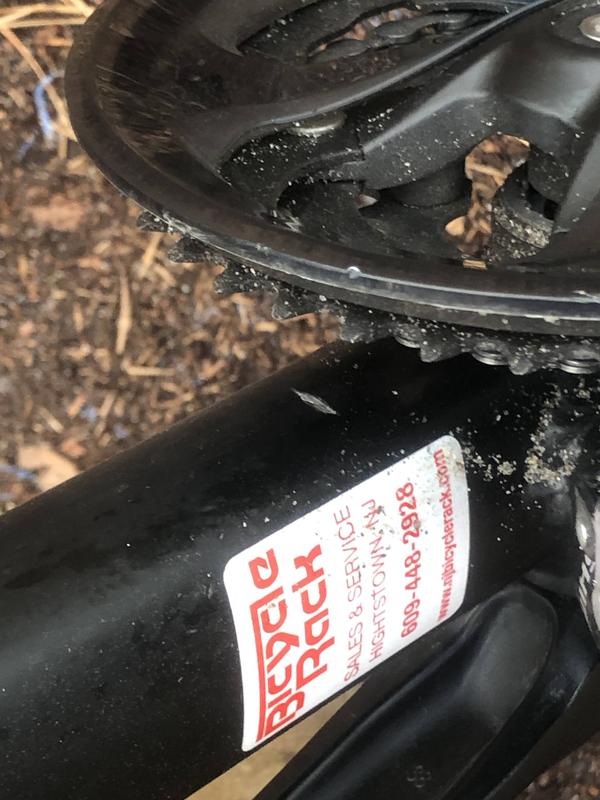 Bicycle
Rack
SALES & SERVICE
HIGHTSTOWN, NJ
609-448-2928
www.njbicyclerack.com